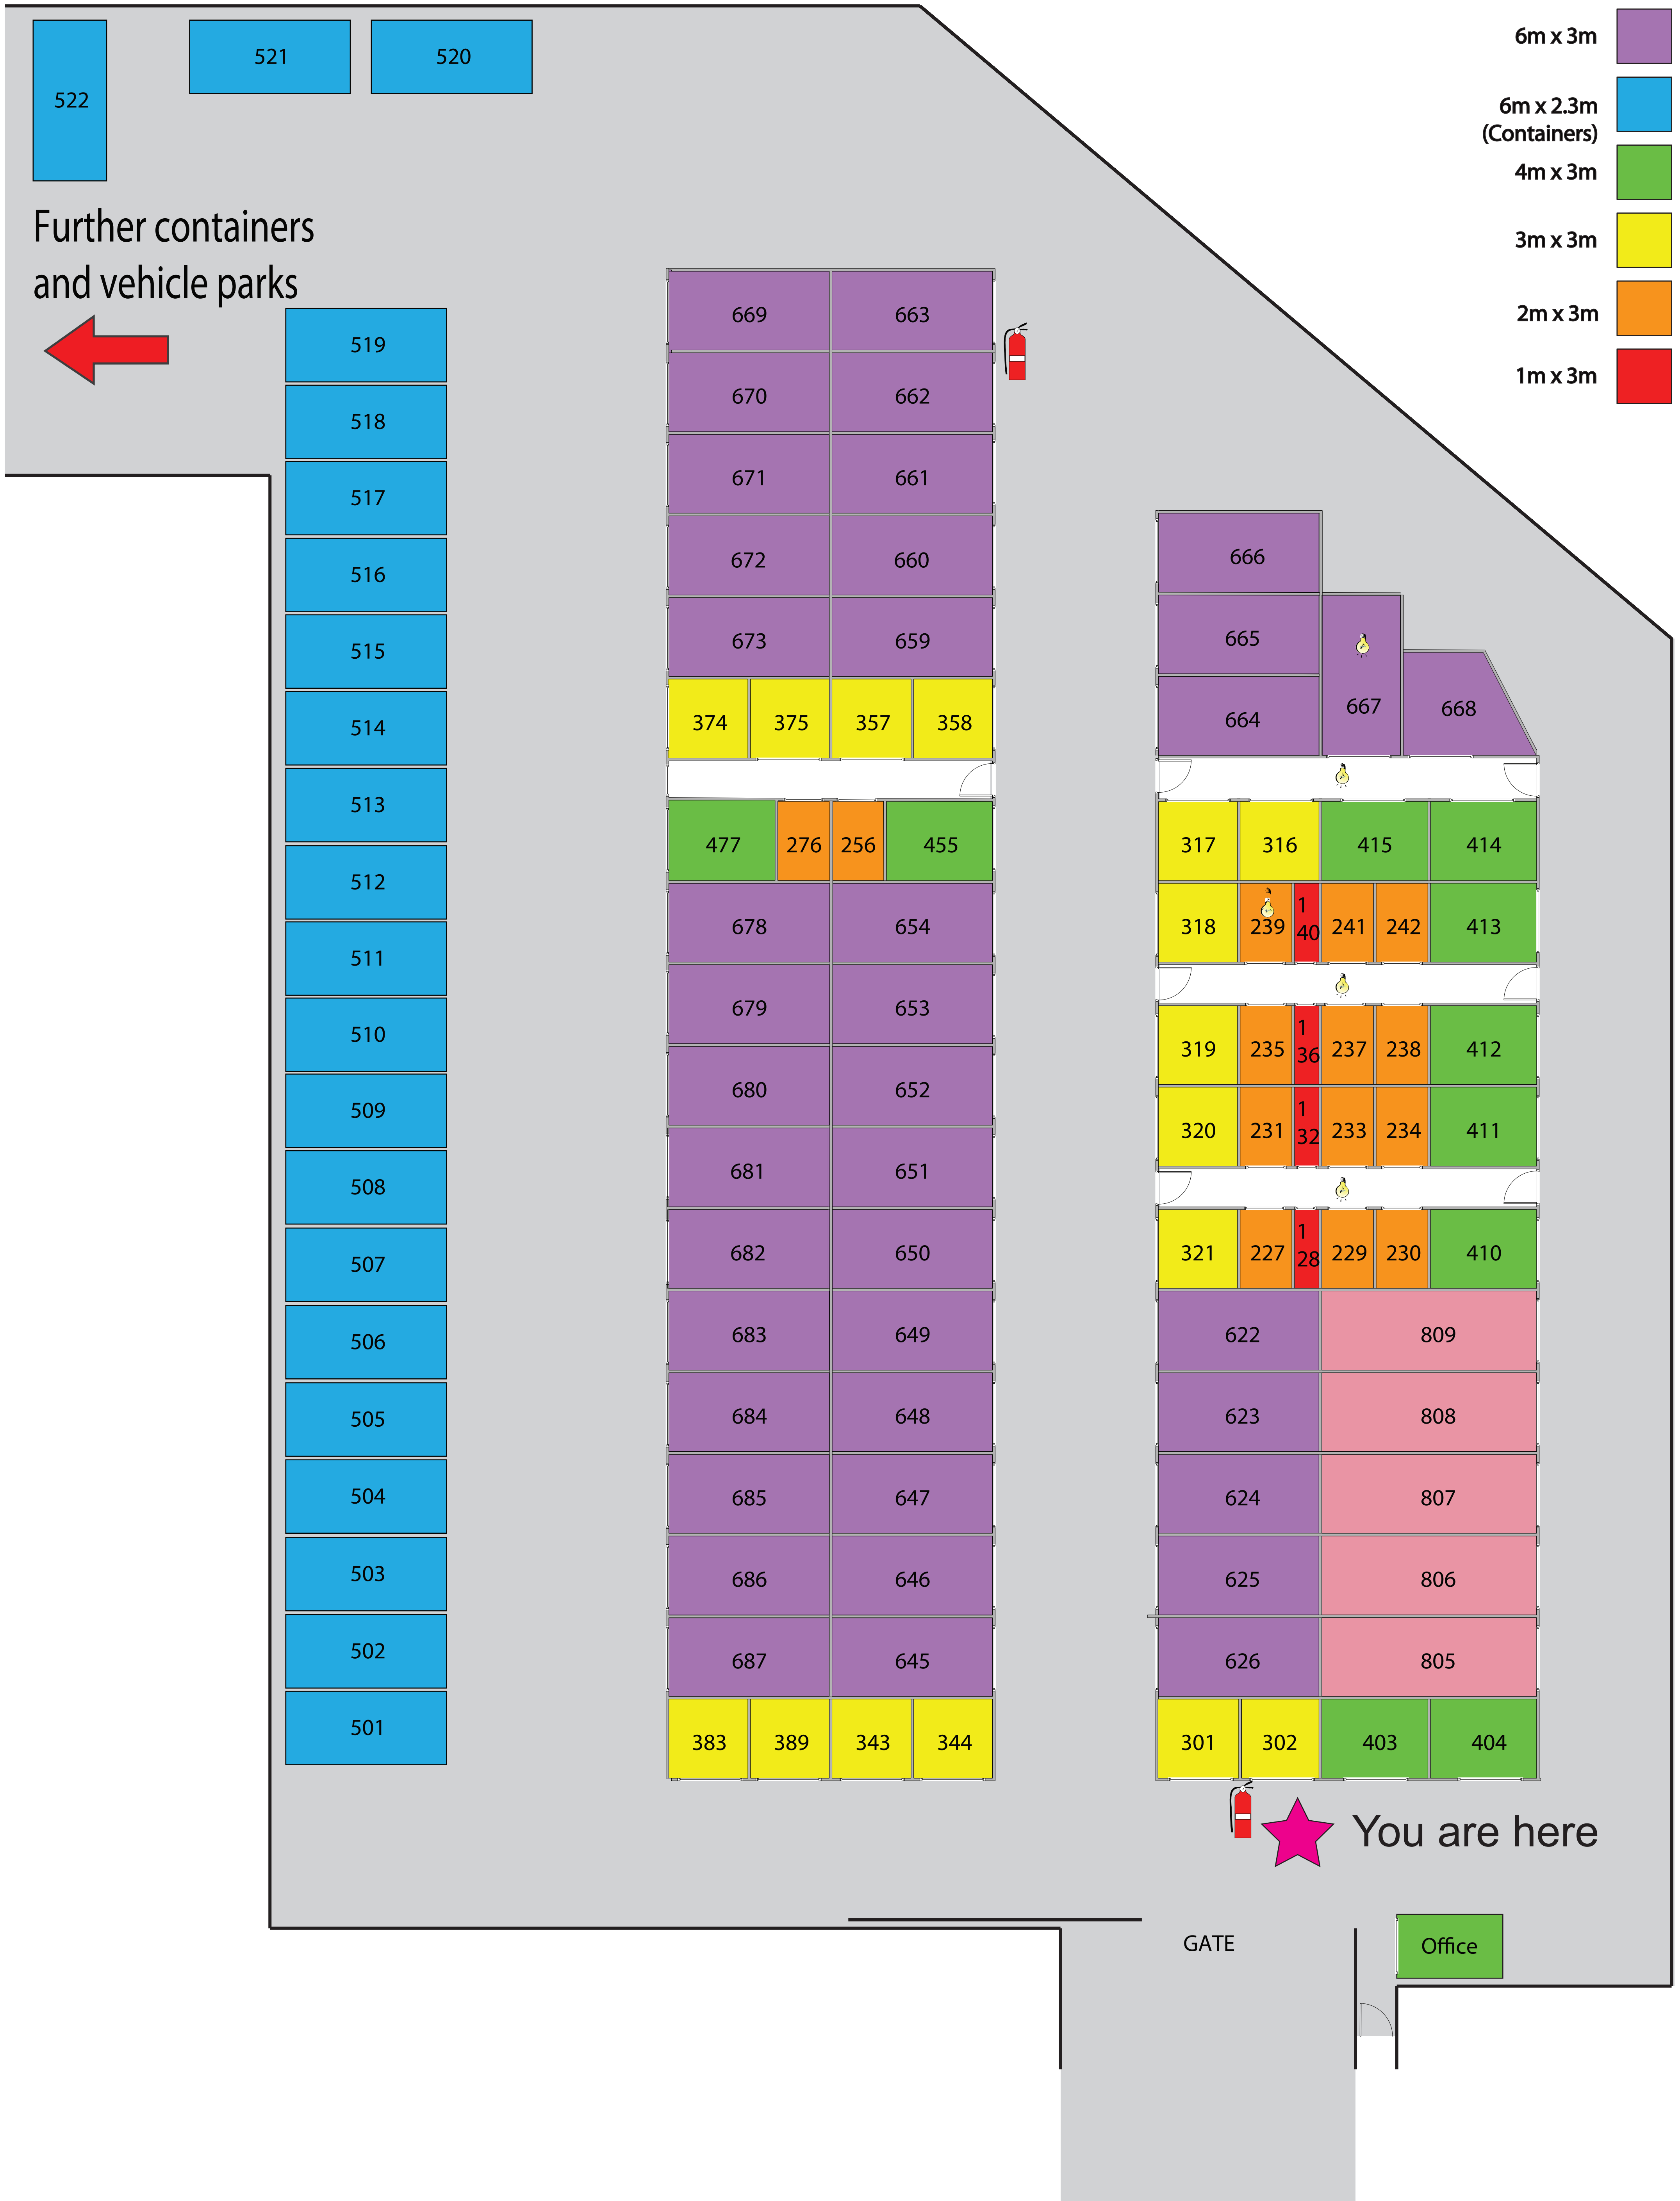 522
521
520
6m x 3m
6m x 2.3m
(Containers)
4m x 3m
3m x 3m
2m x 3m
1m x 3m
Further containers
and vehicle parks
519
518
517
516
515
514
513
512
511
510
509
508
507
506
505
504
503
502
501
669 663
670 662
671 661
672 660
673 659
374 375 357 358
477 276 256 455
678 654
679 653
680 652
681 651
682 650
683 649
684 648
685 647
686 646
687 645
383 389 343 344
666
665
664
667
668
317 316 415 414
318 239 1 40 241 242 413
319 235 1 36 237 238 412
320 231 1 32 233 234 411
321 227 1 28 229 230 410
622 809
623 808
624 807
625 806
626 805
301 302 403 404
You are here
GATE
Office